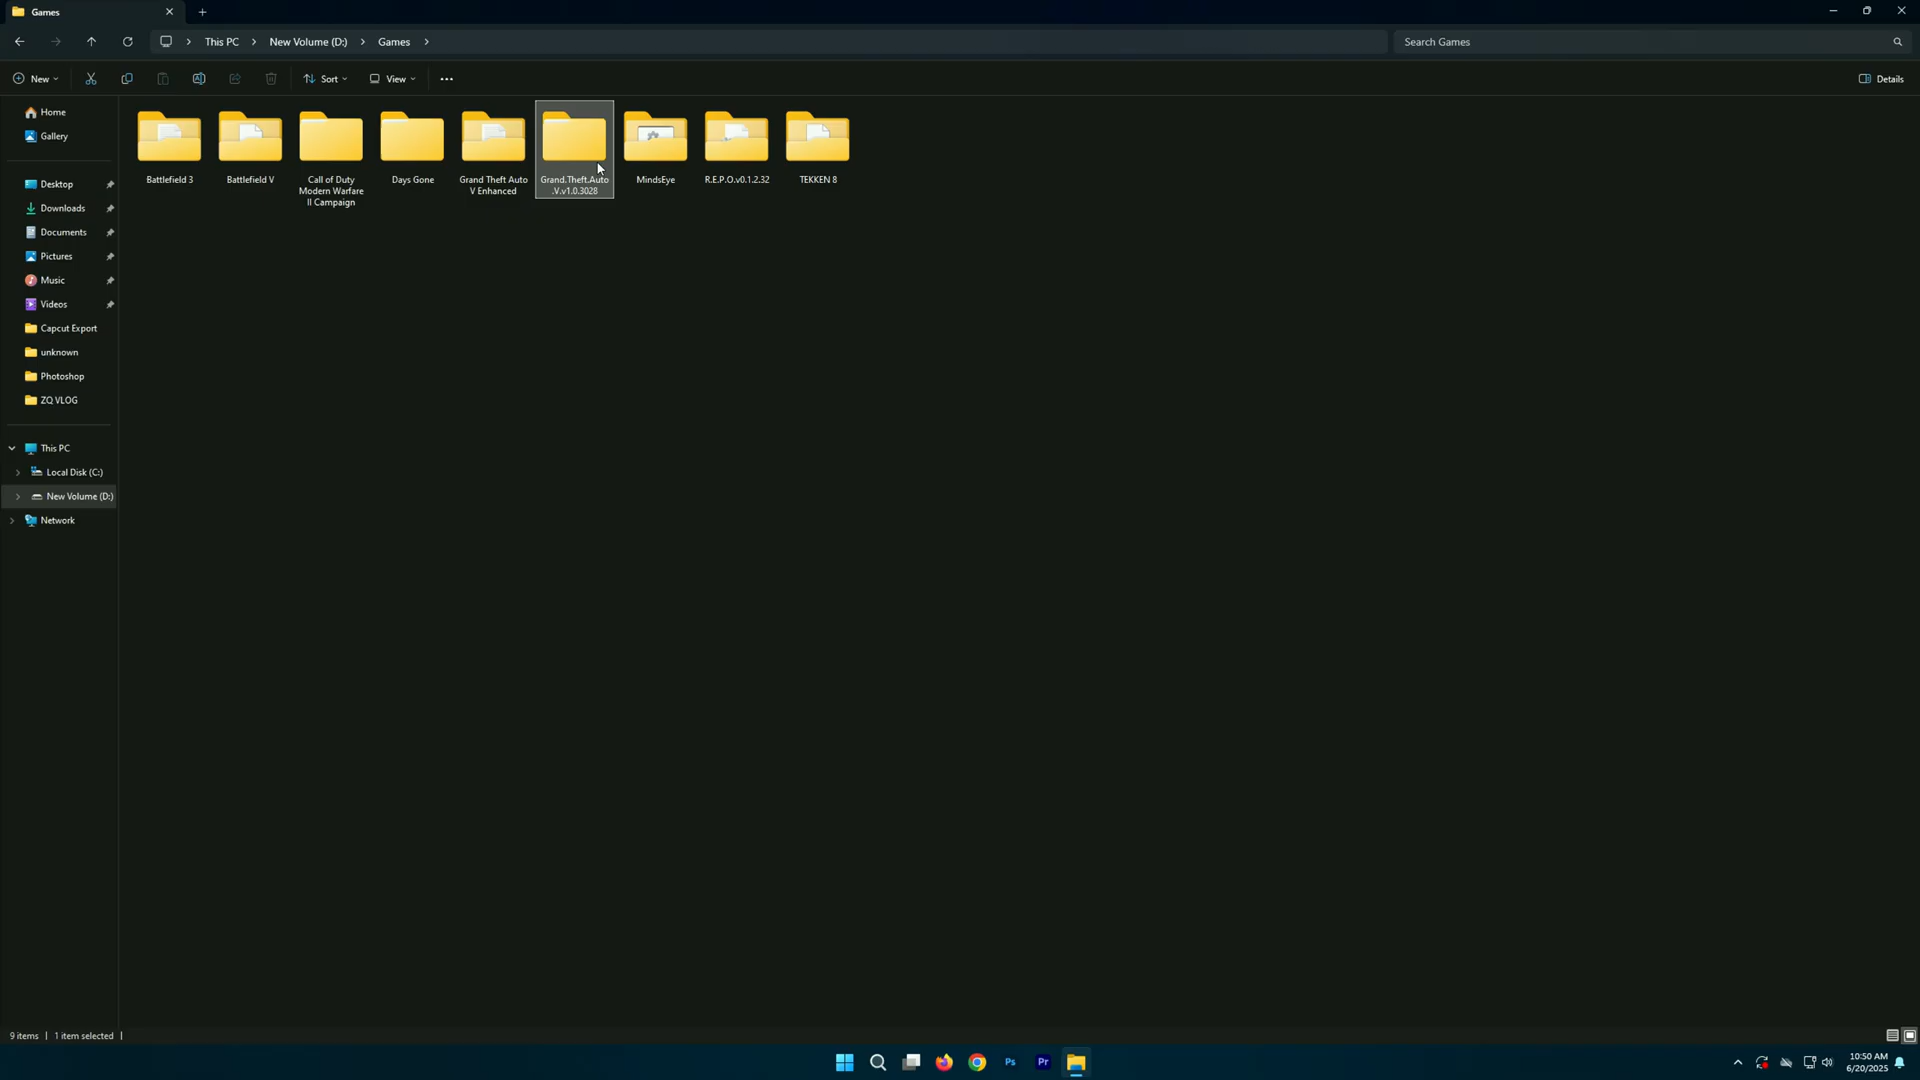 Games
This PC
New Volume (D:)
Games
Search Games
New
Sort
View
Details
Home
Gallery
Desktop
Downloads
Documents
Pictures
Music
Videos
Capcut Export
unknown
Photoshop
ZQ VLOG
This PC
Local Disk (C:)
New Volume (D:)
Network
Battlefield 3
Battlefield V
Call of Duty
Modern Warfare
II Campaign
Days Gone
Grand Theft Auto
V Enhanced
Grand.Theft.Auto
.V.v1.0.3028
MindsEye
R.E.P.O.v0.1.2.32
TEKKEN 8
9 items
1 item selected
Ps
Pr
10:50 AM
6/20/2025